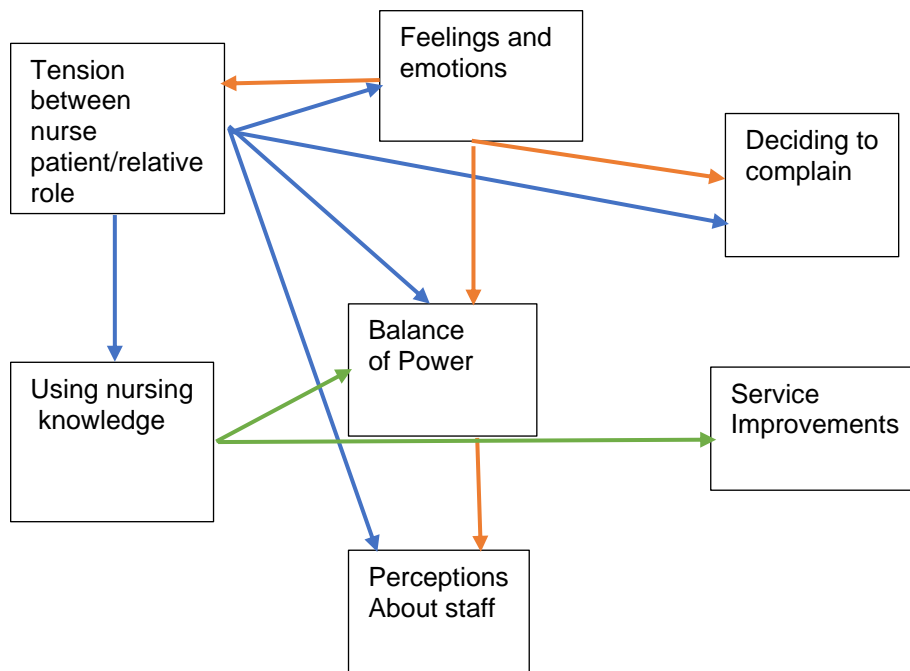 Tension
between
nurse
patient/relative
role
Feelings and
emotions
Deciding to
complain
Balance
of Power
Using nursing
knowledge
Service
Improvements
Perceptions
About staff